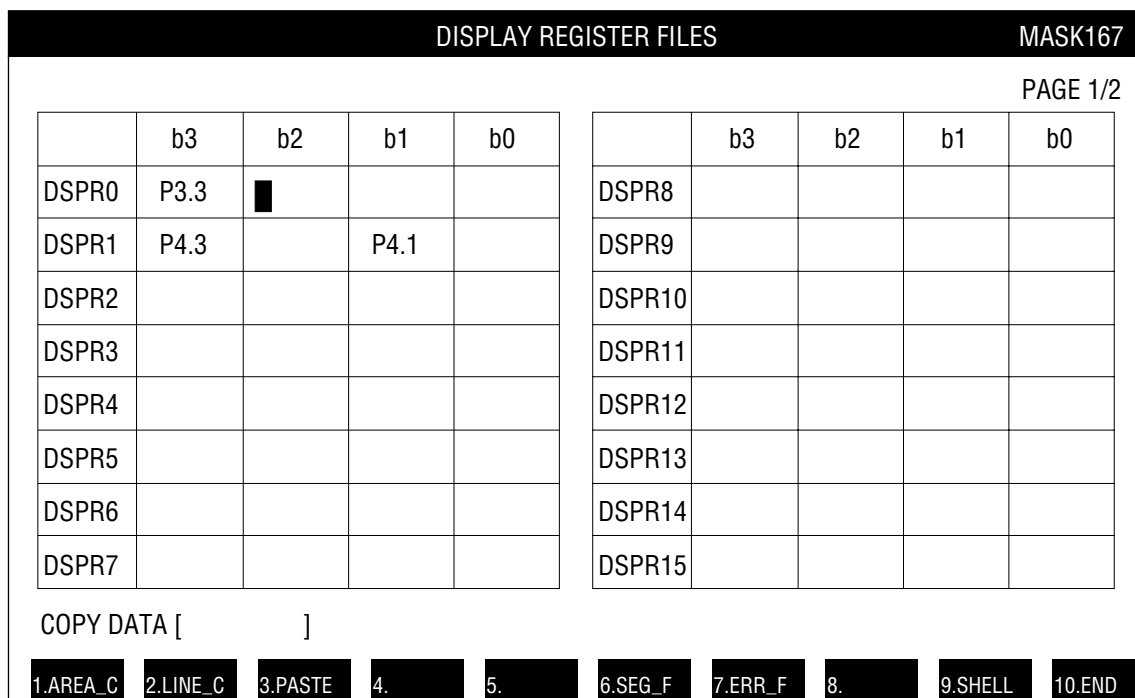 DISPLAY REGISTER FILES MASK167
PAGE 1/2
b3 b2 b1 b0 b3 b2 b1 b0
DSPR0 P3.3 DSPR8
DSPR1 P4.3 P4.1 DSPR9
DSPR2 DSPR10
DSPR3 DSPR11
DSPR4 DSPR12
DSPR5 DSPR13
DSPR6 DSPR14
DSPR7 DSPR15
COPY DATA [ ]
1.AREA_C 2.LINE_C 3.PASTE 4. 5. 6.SEG_F 7.ERR_F 8. 9.SHELL 10.END